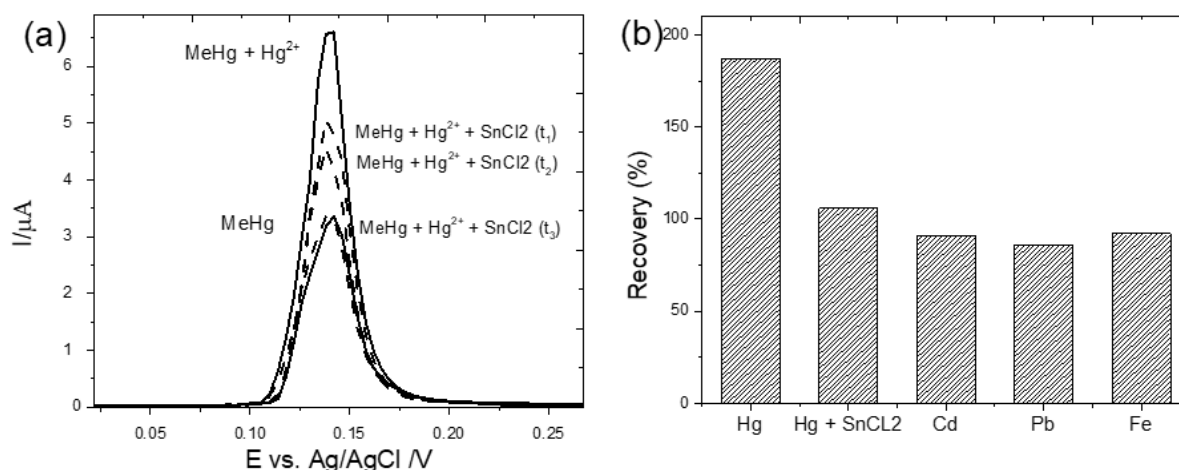 (a)
MeHg + Hg²⁺
MeHg + Hg²⁺ + SnCl2 (t₁)
MeHg + Hg²⁺ + SnCl2 (t₂)
MeHg
MeHg + Hg²⁺ + SnCl2 (t₃)
I/µA
6
5
4
3
2
1
0
0.05 0.10 0.15 0.20 0.25
E vs. Ag/AgCl /V
(b)
Recovery (%)
200
150
100
50
0
Hg Hg + SnCL2 Cd Pb Fe